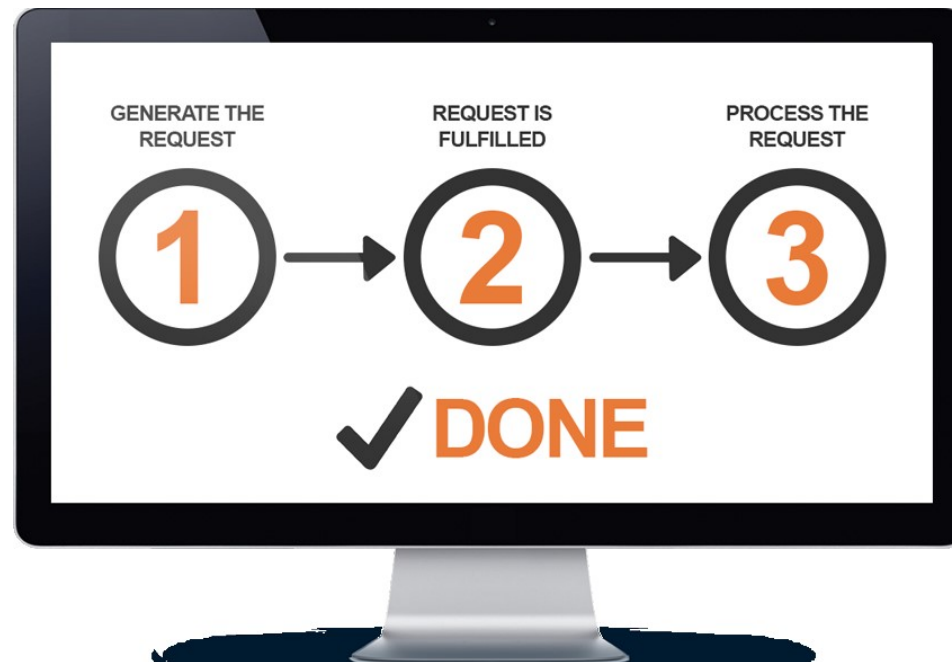 GENERATE THE
REQUEST
1
REQUEST IS
FULFILLED
2
PROCESS THE
REQUEST
3
DONE